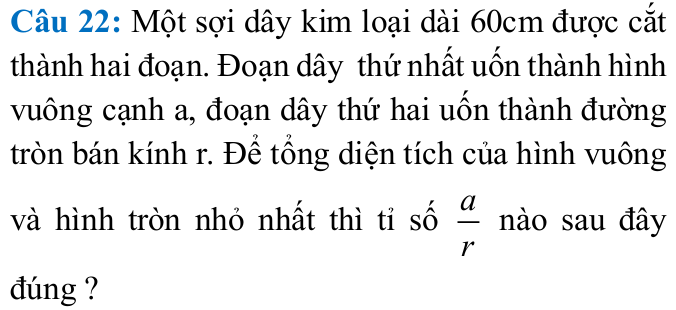 Câu 22: Một sợi dây kim loại dài 60cm được cắt
thành hai đoạn. Đoạn dây thứ nhất uốn thành hình
vuông cạnh a, đoạn dây thứ hai uốn thành đường
tròn bán kính r. Để tổng diện tích của hình vuông
và hình tròn nhỏ nhất thì tỉ số a/r nào sau đây
đúng ?